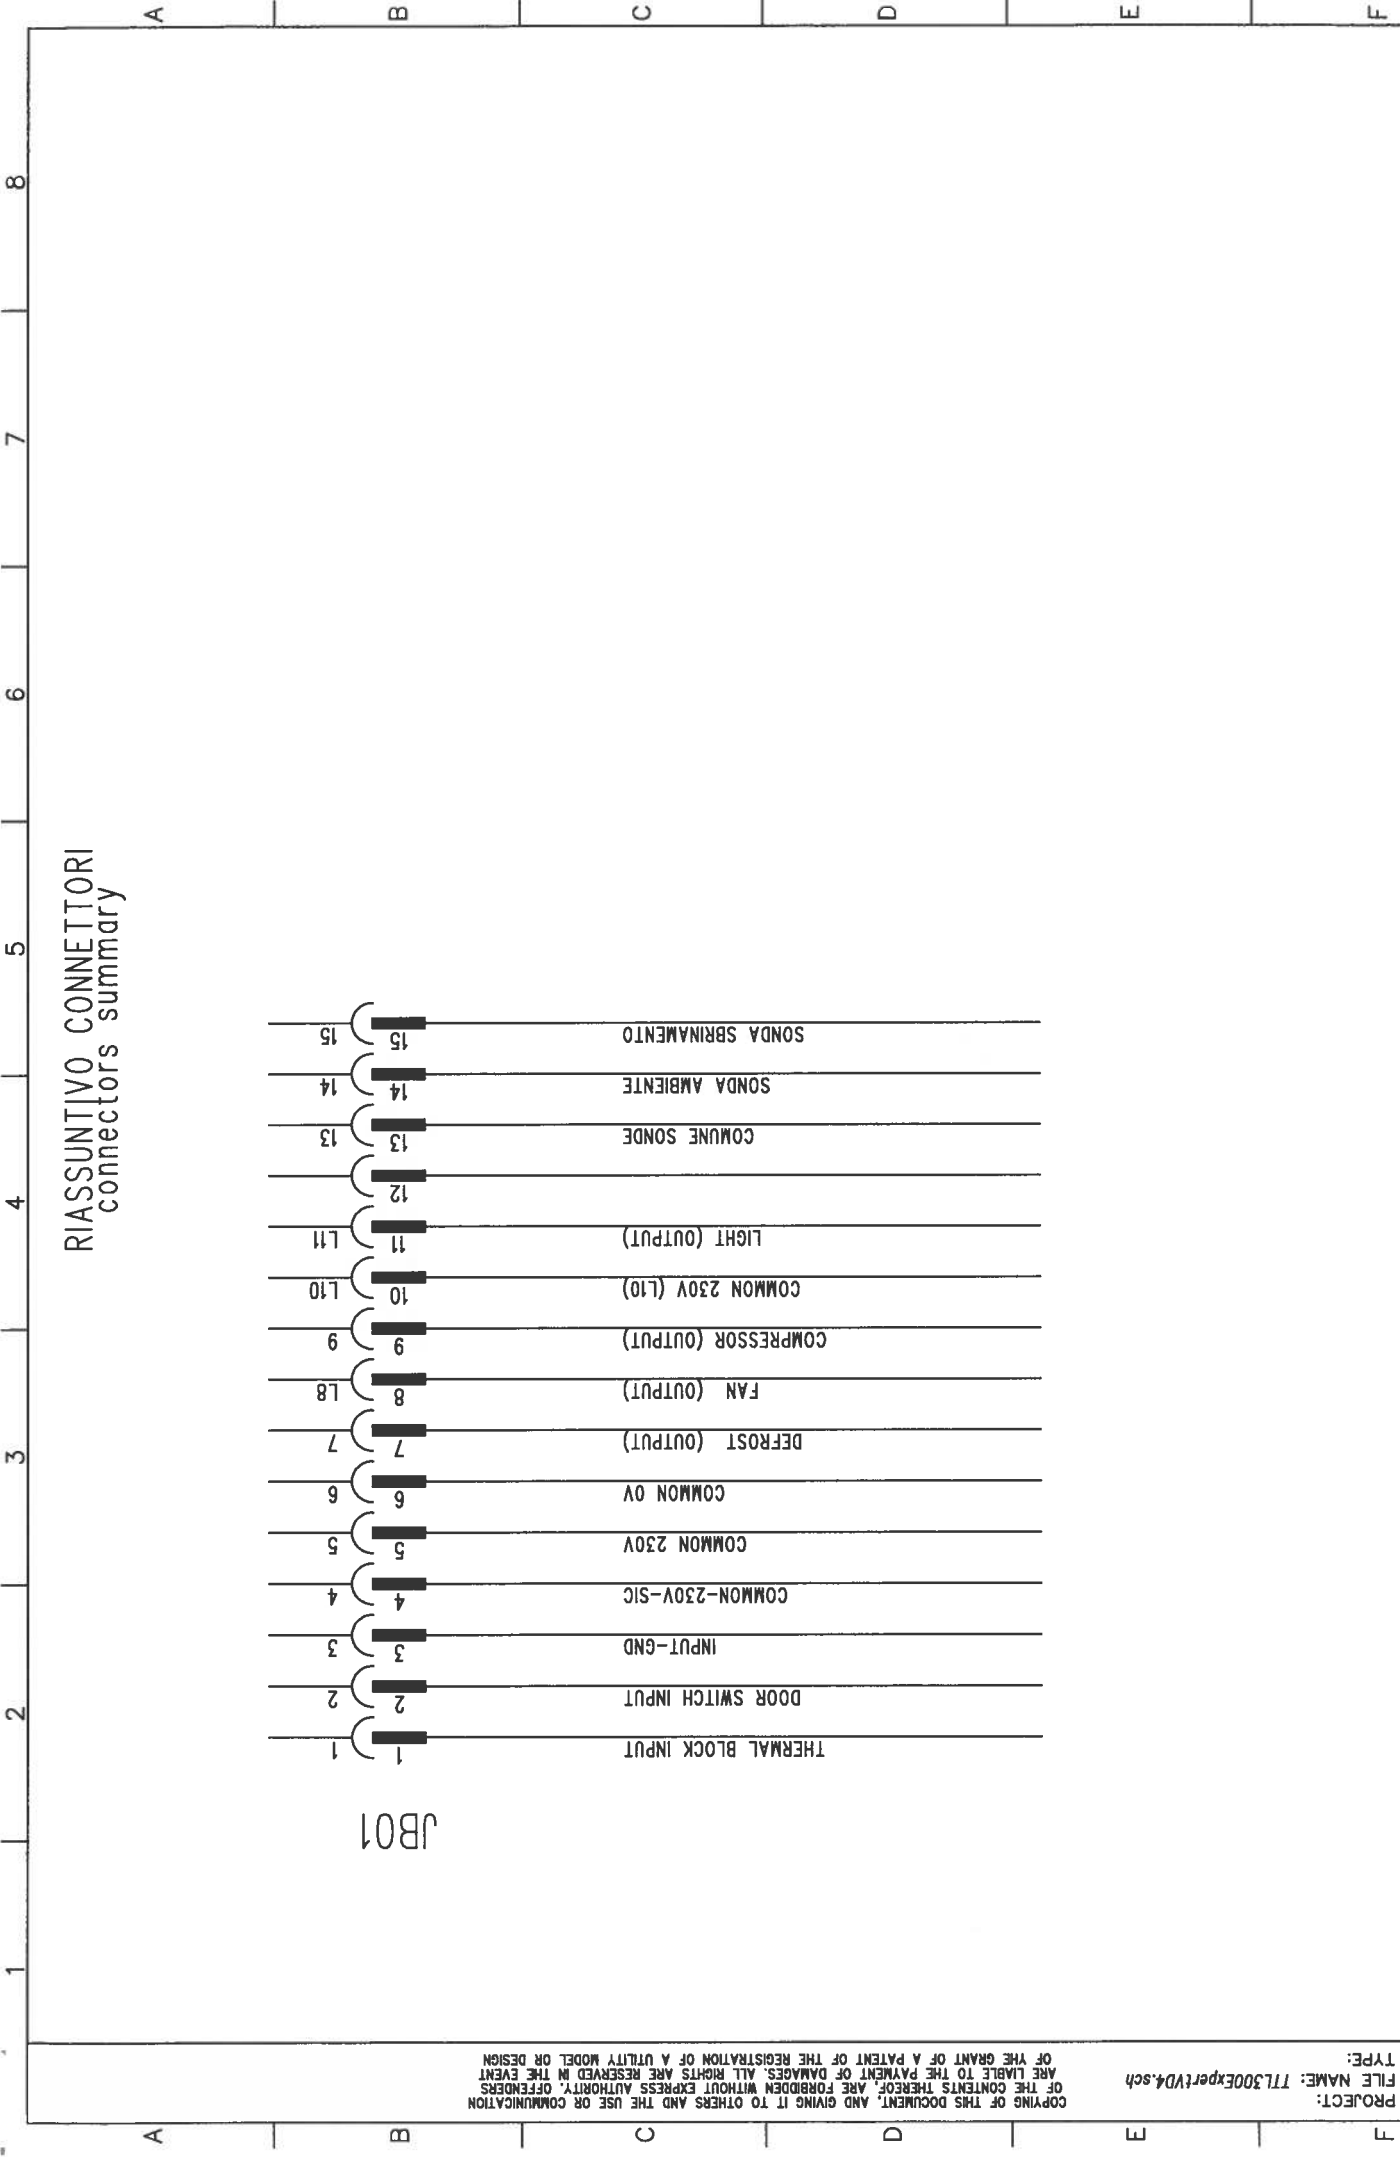 RIASSUNTIVO CONNETTORI
connectors summary
JB01
1 1 THERMAL BLOCK INPUT
2 2 DOOR SWITCH INPUT
3 3 INPUT-GND
4 4 COMMON-230V-SIC
5 5 COMMON 230V
6 6 COMMON 0V
7 7 DEFROST (OUTPUT)
L8 8 FAN (OUTPUT)
9 9 COMPRESSOR (OUTPUT)
L10 10 COMMON 230V (L10)
L11 11 LIGHT (OUTPUT)
12
13 13 COMUNE SONDE
14 14 SONDA AMBIENTE
15 15 SONDA SBRINAMENTO
1 2 3 4 5 6 7 8
A B C D E F
A B C D E F
COPYING OF THIS DOCUMENT, AND GIVING IT TO OTHERS AND THE USE OR COMMUNICATION
OF THE CONTENTS THEREOF, ARE FORBIDDEN WITHOUT EXPRESS AUTHORITY. OFFENDERS
ARE LIABLE TO THE PAYMENT OF DAMAGES. ALL RIGHTS ARE RESERVED IN THE EVENT
OF YHE GRANT OF A PATENT OF THE REGISTRATION OF A UTILITY MODEL OR DESIGN
PROJECT:
FILE NAME: TTL300ExpertVD4.sch
TYPE: